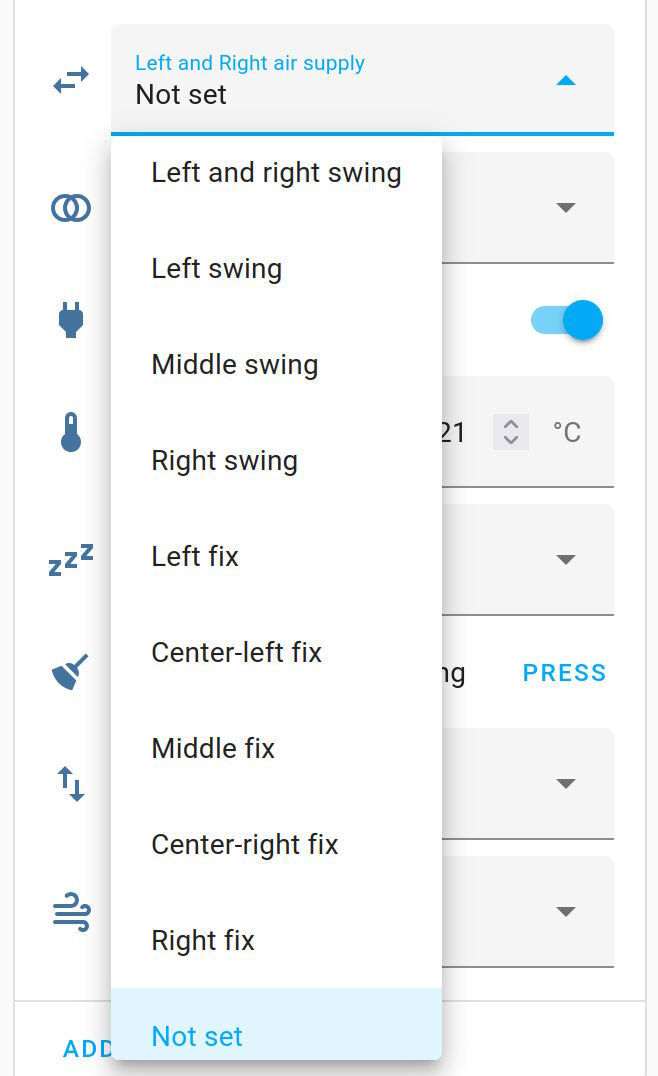 Left and Right air supply
Not set
Left and right swing
Left swing
Middle swing
21 °C
Right swing
zzz
Left fix
Center-left fix
PRESS
Middle fix
Center-right fix
Right fix
Not set
ADD